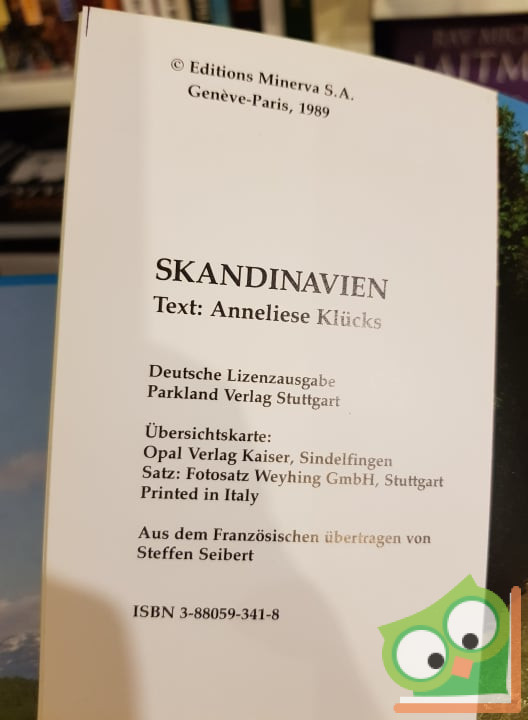 © Editions Minerva S.A.
Genève-Paris, 1989
SKANDINAVIEN
Text: Anneliese Klücks
Deutsche Lizenzausgabe
Parkland Verlag Stuttgart
Übersichtskarte:
Opal Verlag Kaiser, Sindelfingen
Satz: Fotosatz Weyhing GmbH, Stuttgart
Printed in Italy
Aus dem Französischen übertragen von
Steffen Seibert
ISBN 3-88059-341-8